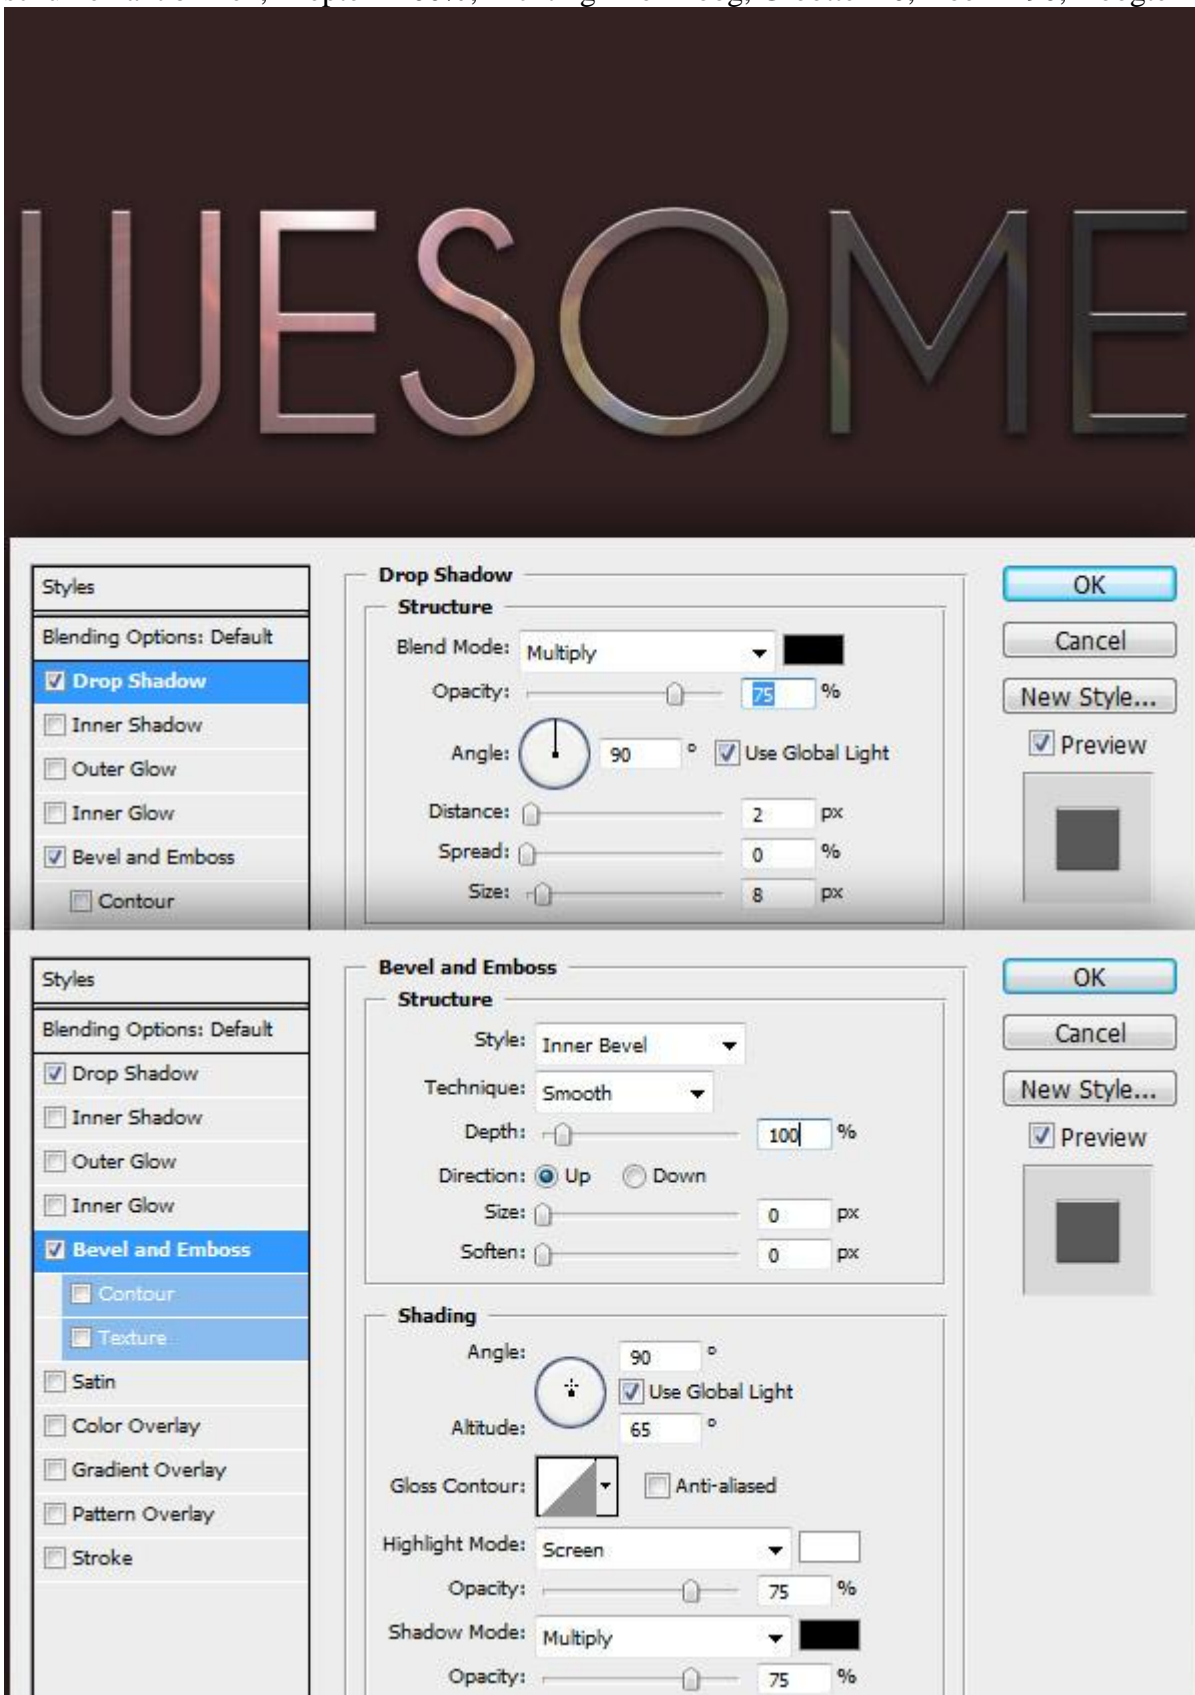 WESOME
Styles
Blending Options: Default
Drop Shadow
Inner Shadow
Outer Glow
Inner Glow
Bevel and Emboss
Contour
Drop Shadow
Structure
Blend Mode: Multiply
Opacity: 75 %
Angle: 90 ° Use Global Light
Distance: 2 px
Spread: 0 %
Size: 8 px
OK
Cancel
New Style...
Preview
Styles
Blending Options: Default
Drop Shadow
Inner Shadow
Outer Glow
Inner Glow
Bevel and Emboss
Contour
Texture
Satin
Color Overlay
Gradient Overlay
Pattern Overlay
Stroke
Bevel and Emboss
Structure
Style: Inner Bevel
Technique: Smooth
Depth: 100 %
Direction: Up Down
Size: 0 px
Soften: 0 px
Shading
Angle: 90 °
Use Global Light
Altitude: 65 °
Gloss Contour: Anti-aliased
Highlight Mode: Screen
Opacity: 75 %
Shadow Mode: Multiply
Opacity: 75 %
OK
Cancel
New Style...
Preview